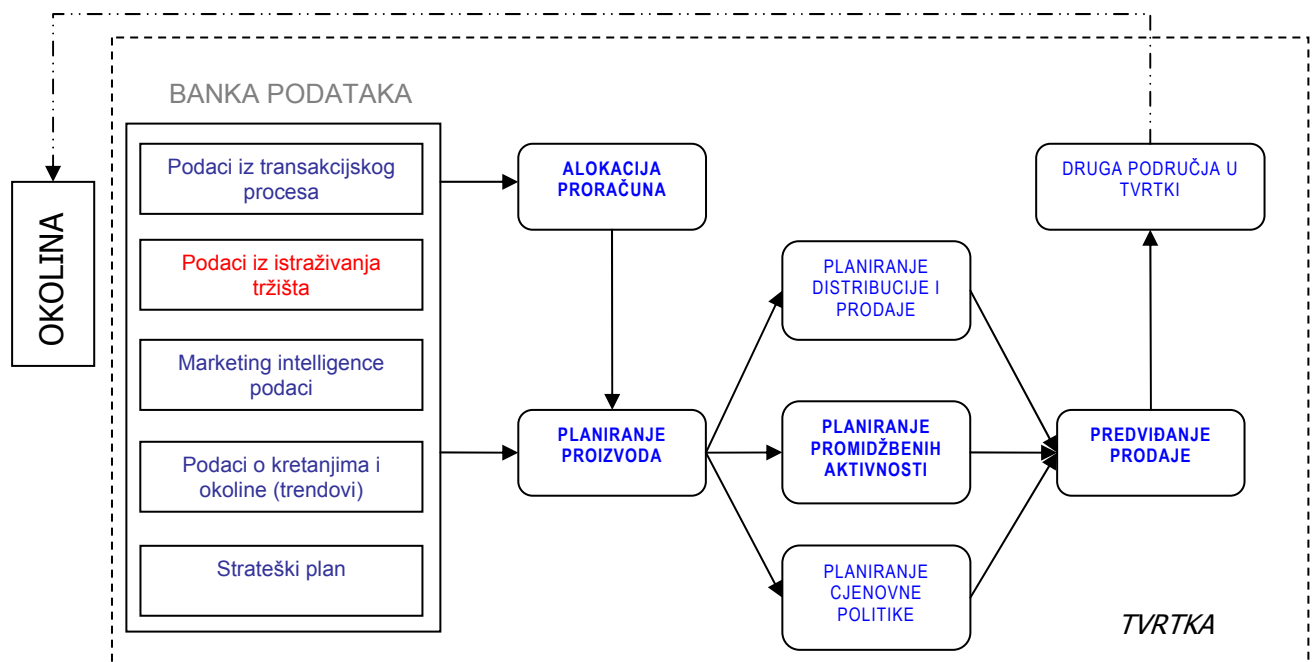 BANKA PODATAKA
OKOLINA
Podaci iz transakcijskog
procesa
Podaci iz istraživanja
tržišta
Marketing intelligence
podaci
Podaci o kretanjima i
okoline (trendovi)
Strateški plan
ALOKACIJA
PRORAČUNA
PLANIRANJE
PROIZVODA
PLANIRANJE
DISTRIBUCIJE I
PRODAJE
PLANIRANJE
PROMIDŽBENIH
AKTIVNOSTI
PLANIRANJE
CJENOVNE
POLITIKE
DRUGA PODRUČJA U
TVRTKI
PREDVIĐANJE
PRODAJE
TVRTKA